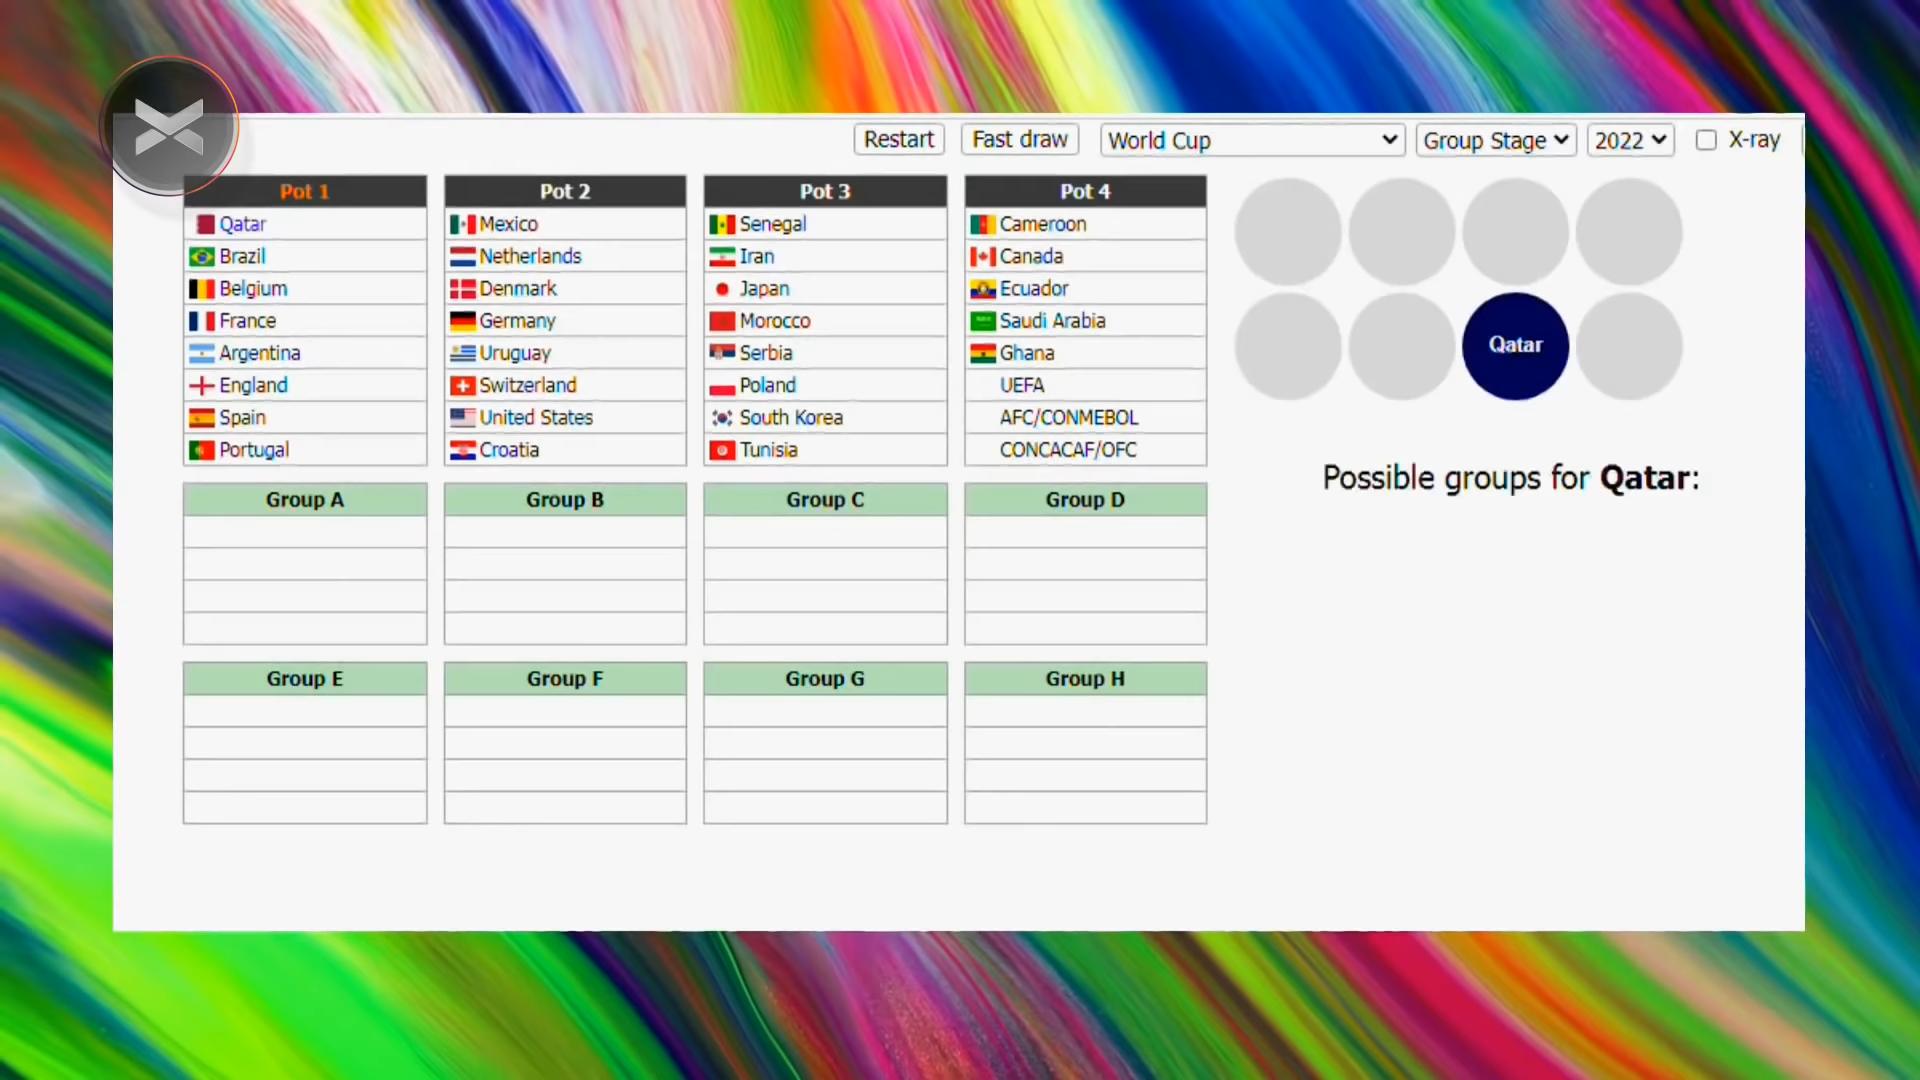 Restart Fast draw World Cup Group Stage 2022 X-ray
Pot 1 Pot 2 Pot 3 Pot 4
Qatar Mexico Senegal Cameroon
Brazil Netherlands Iran Canada
Belgium Denmark Japan Ecuador
France Germany Morocco Saudi Arabia
Argentina Uruguay Serbia Ghana
England Switzerland Poland UEFA
Spain United States South Korea AFC/CONMEBOL
Portugal Croatia Tunisia CONCACAF/OFC
Group A Group B Group C Group D
Group E Group F Group G Group H
Qatar
Possible groups for Qatar: